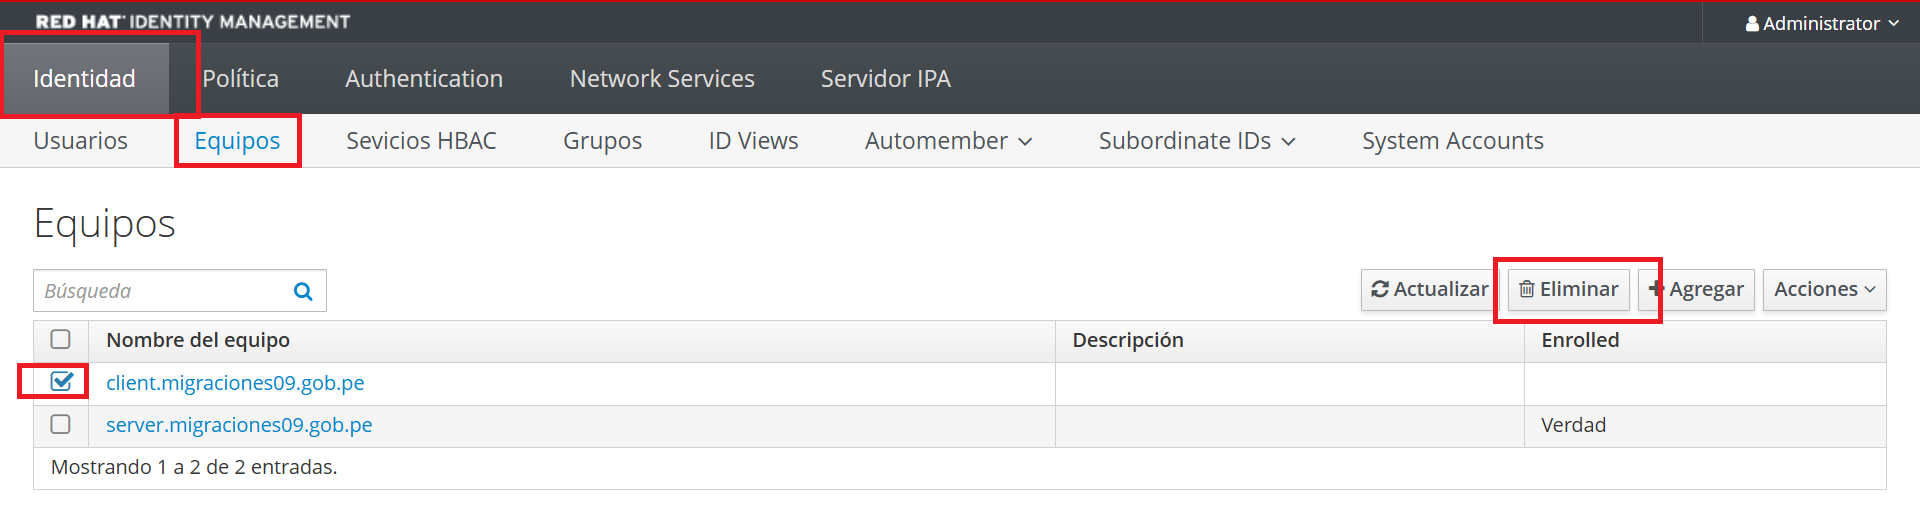 RED HAT® IDENTITY MANAGEMENT Administrator
Identidad Política Authentication Network Services Servidor IPA
Usuarios Equipos Sevicios HBAC Grupos ID Views Automember Subordinate IDs System Accounts
Equipos
Búsqueda Actualizar Eliminar Agregar Acciones
Nombre del equipo Descripción Enrolled
client.migraciones09.gob.pe
server.migraciones09.gob.pe Verdad
Mostrando 1 a 2 de 2 entradas.